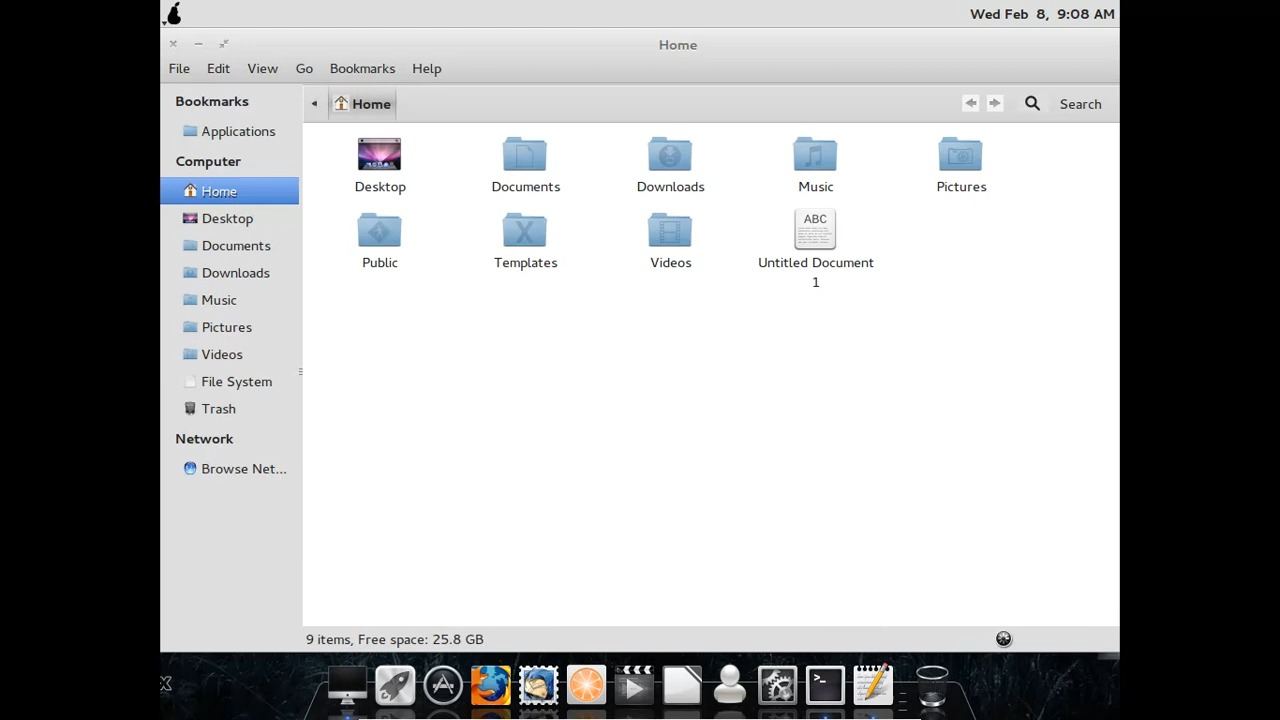 Wed Feb 8, 9:08 AM
Home
File Edit View Go Bookmarks Help
Bookmarks
Applications
Computer
Home
Desktop
Documents
Downloads
Music
Pictures
Videos
File System
Trash
Network
Browse Net...
Home
Search
Desktop
Documents
Downloads
Music
Pictures
Public
Templates
Videos
ABC
Untitled Document
1
9 items, Free space: 25.8 GB
>_